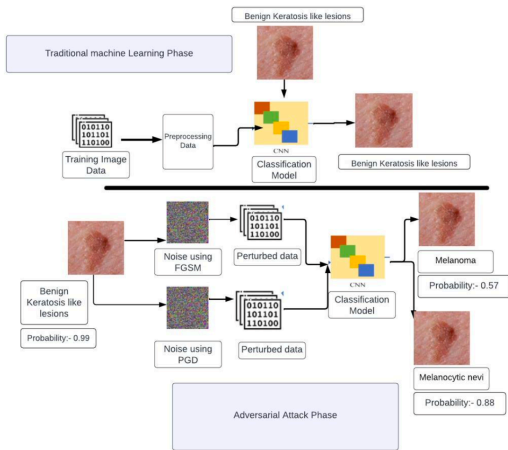 Benign Keratosis like lesions
Traditional machine Learning Phase
010110
101101
110100
Preprocessing
Data
CNN
Training Image
Data
Classification
Model
Benign Keratosis like lesions
010110
101101
110100
Noise using
FGSM
Perturbed data
CNN
Melanoma
Probability:- 0.57
Benign
Keratosis like
lesions
Probability:- 0.99
010110
101101
110100
Classification
Model
Noise using
PGD
Perturbed data
Melanocytic nevi
Probability:- 0.88
Adversarial Attack Phase